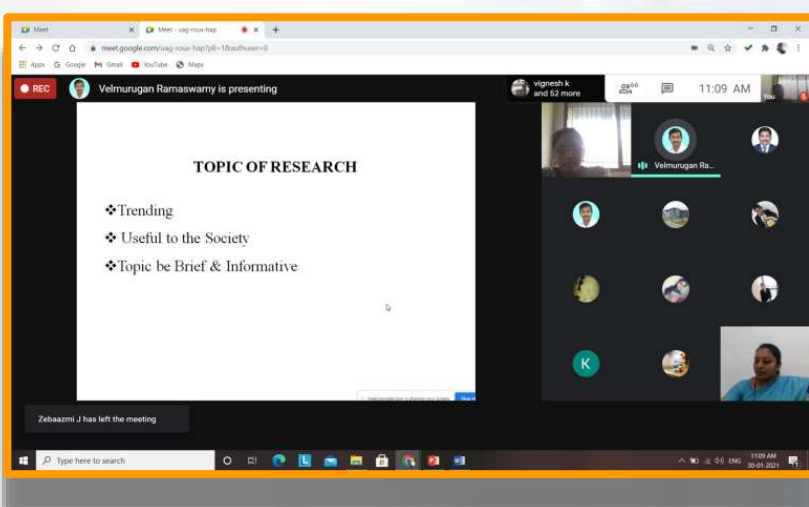 Meet
Meet - uag-roux-hap
meet.google.com/uag-roux-hap?pli=1&authuser=0
Apps
Google
Gmail
YouTube
Maps
REC
Velmurugan Ramaswamy is presenting
vignesh k
and 52 more
11:09 AM
You
TOPIC OF RESEARCH
Trending
Useful to the Society
Topic be Brief & Informative
Velmurugan Ra...
K
Zebaazmi J has left the meeting
Type here to search
ENG
11:09 AM
30-01-2021